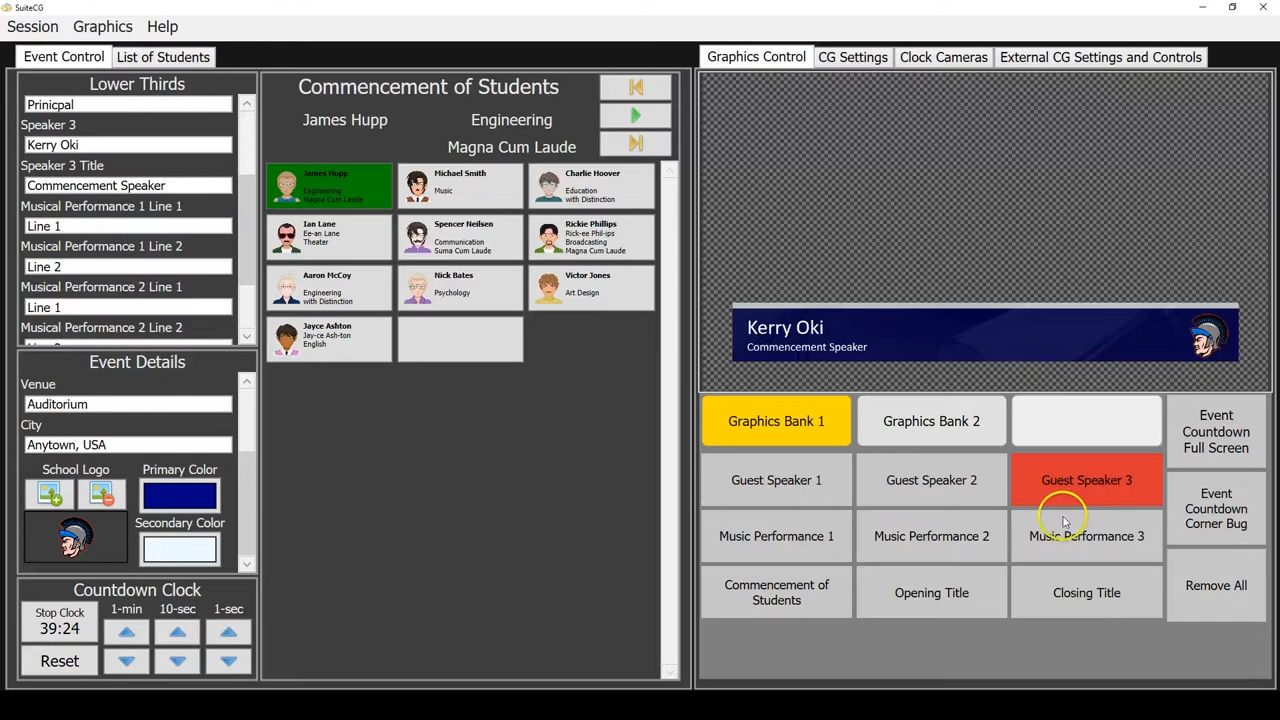 SuiteCG
Session Graphics Help
Event Control List of Students
Lower Thirds
Prinicpal
Speaker 3
Kerry Oki
Speaker 3 Title
Commencement Speaker
Musical Performance 1 Line 1
Line 1
Musical Performance 1 Line 2
Line 2
Musical Performance 2 Line 1
Line 1
Musical Performance 2 Line 2
Event Details
Venue
Auditorium
City
Anytown, USA
School Logo Primary Color
Secondary Color
Countdown Clock
Stop Clock 1-min 10-sec 1-sec
39:24
Reset
Commencement of Students
James Hupp Engineering
Magna Cum Laude
James Hupp
Engineering
Magna Cum Laude
Michael Smith
Music
Charlie Hoover
Education
with Distinction
Ian Lane
Ee-an Lane
Theater
Spencer Neilsen
Communication
Suma Cum Laude
Rickie Phillips
Rick-ee Phil-ips
Broadcasting
Magna Cum Laude
Aaron McCoy
Engineering
with Distinction
Nick Bates
Psychology
Victor Jones
Art Design
Jayce Ashton
Jay-ce Ash-ton
English
Graphics Control CG Settings Clock Cameras External CG Settings and Controls
Kerry Oki
Commencement Speaker
Graphics Bank 1 Graphics Bank 2
Guest Speaker 1 Guest Speaker 2 Guest Speaker 3
Music Performance 1 Music Performance 2 Music Performance 3
Commencement of
Students
Opening Title Closing Title
Event
Countdown
Full Screen
Event
Countdown
Corner Bug
Remove All